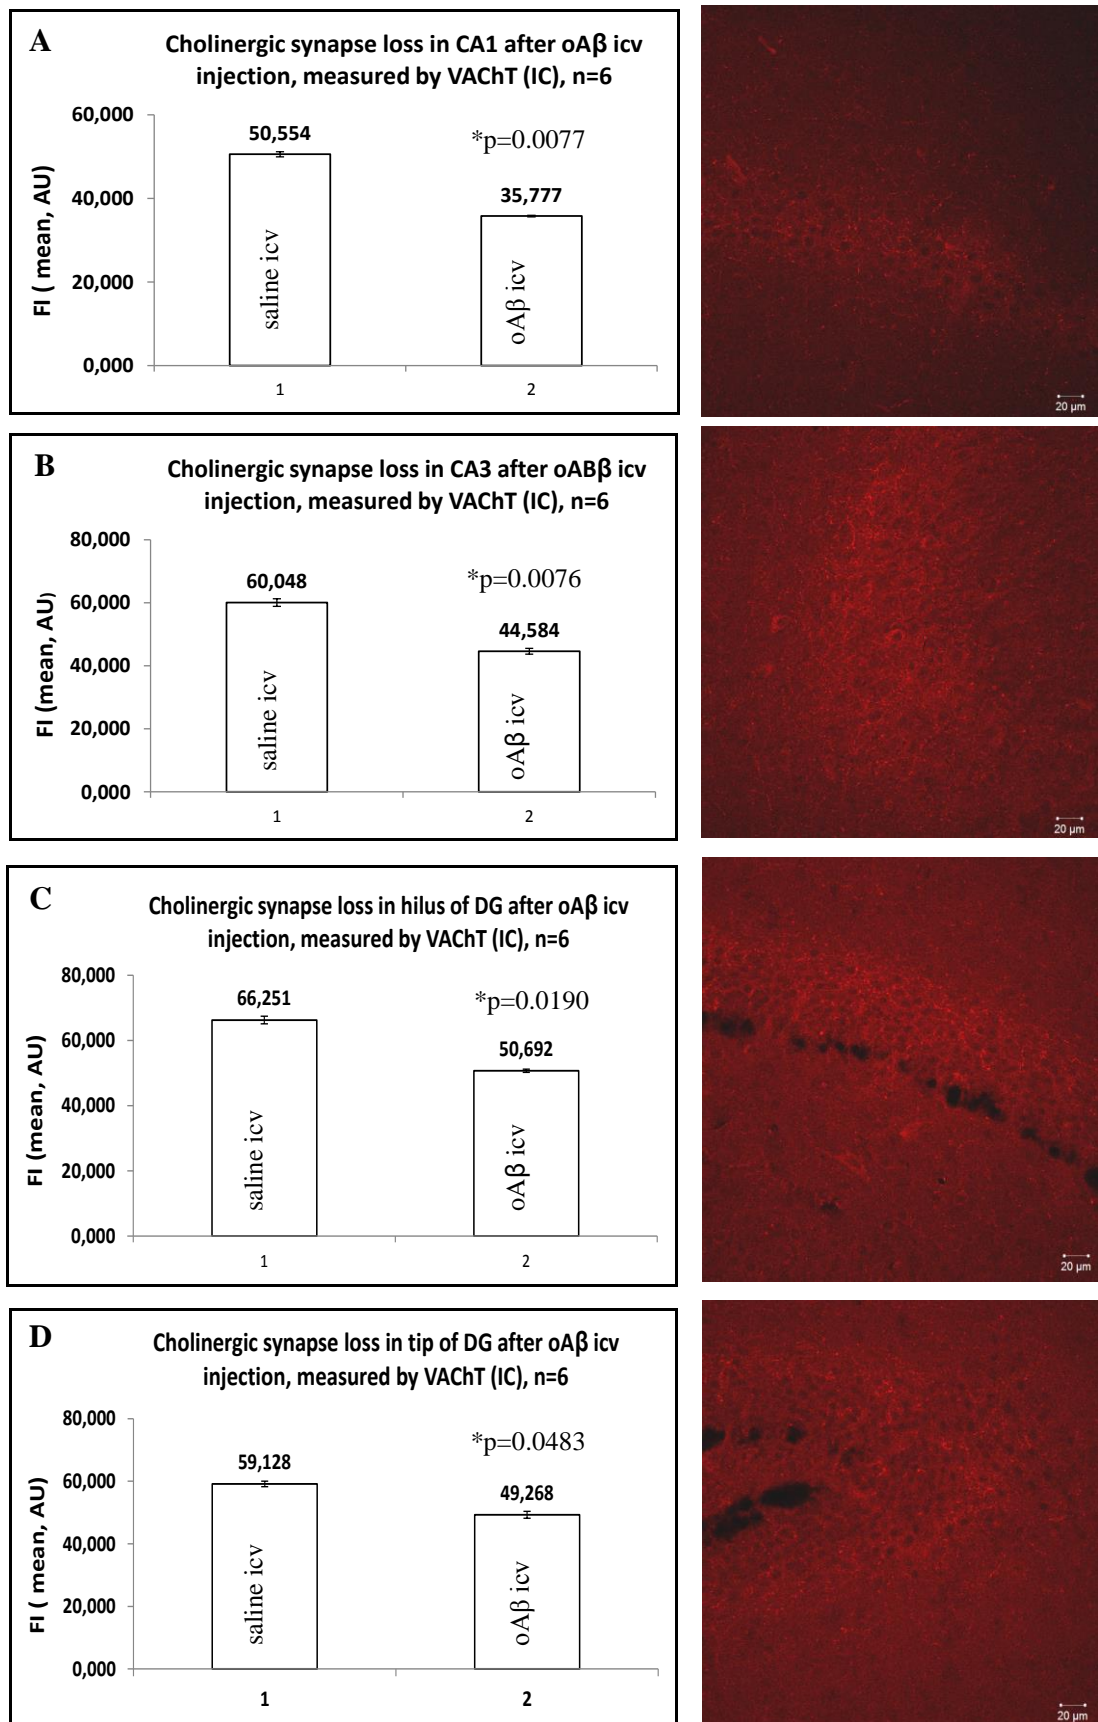 A
Cholinergic synapse loss in CA1 after oAβ icv
injection, measured by VAChT (IC), n=6
FI ( mean, AU)
60,000
40,000
20,000
0,000
50,554
*p=0.0077
35,777
saline icv
oAβ icv
1
2
20 µm
B
Cholinergic synapse loss in CA3 after oABβ icv
injection, measured by VAChT (IC), n=6
FI (mean, AU)
80,000
60,000
40,000
20,000
0,000
60,048
*p=0.0076
44,584
saline icv
oAβ icv
1
2
20 µm
C
Cholinergic synapse loss in hilus of DG after oAβ icv
injection, measured by VAChT (IC), n=6
FI (mean, AU)
80,000
60,000
40,000
20,000
0,000
66,251
*p=0.0190
50,692
saline icv
oAβ icv
1
2
20 µm
D
Cholinergic synapse loss in tip of DG after oAβ icv
injection, measured by VAChT (IC), n=6
FI ( mean, AU)
80,000
60,000
40,000
20,000
0,000
59,128
*p=0.0483
49,268
saline icv
oAβ icv
1
2
20 µm